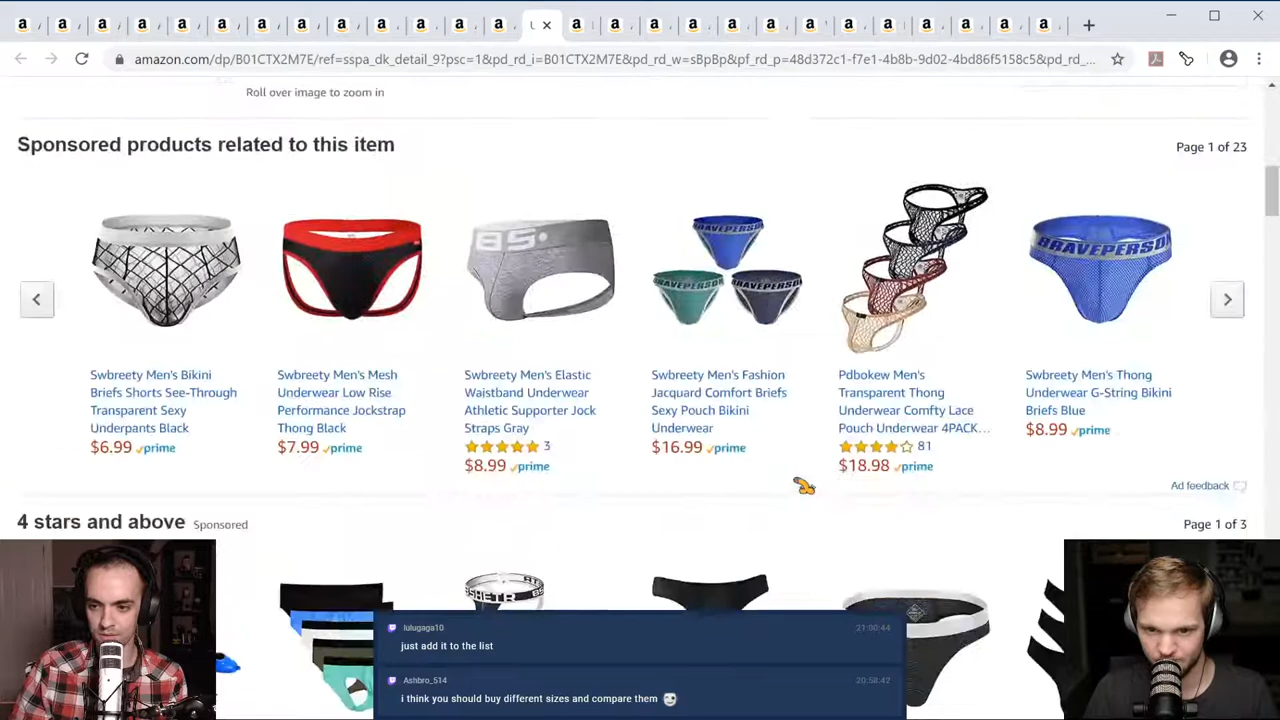 amazon.com/dp/B01CTX2M7E/ref=sspa_dk_detail_9?psc=1&pd_rd_i=B01CTX2M7E&pd_rd_w=sBpBp&pf_rd_p=48d372c1-f7e1-4b8b-9d02-4bd86f5158c5&pd_rd_...
Roll over image to zoom in
Sponsored products related to this item
Page 1 of 23
BS.
BRAVEPERSON
BRAVEPERSON
BRAVEPERSO
Swbreety Men's Bikini
Briefs Shorts See-Through
Transparent Sexy
Underpants Black
$6.99 prime
Swbreety Men's Mesh
Underwear Low Rise
Performance Jockstrap
Thong Black
$7.99 prime
Swbreety Men's Elastic
Waistband Underwear
Athletic Supporter Jock
Straps Gray
3
$8.99 prime
Swbreety Men's Fashion
Jacquard Comfort Briefs
Sexy Pouch Bikini
Underwear
$16.99 prime
Pdbokew Men's
Transparent Thong
Underwear Comfty Lace
Pouch Underwear 4PACK...
81
$18.98 prime
Swbreety Men's Thong
Underwear G-String Bikini
Briefs Blue
$8.99 prime
Ad feedback
4 stars and above Sponsored
Page 1 of 3
lulugaga10 21:00:44
just add it to the list
Ashbro_514 20:58:42
i think you should buy different sizes and compare them